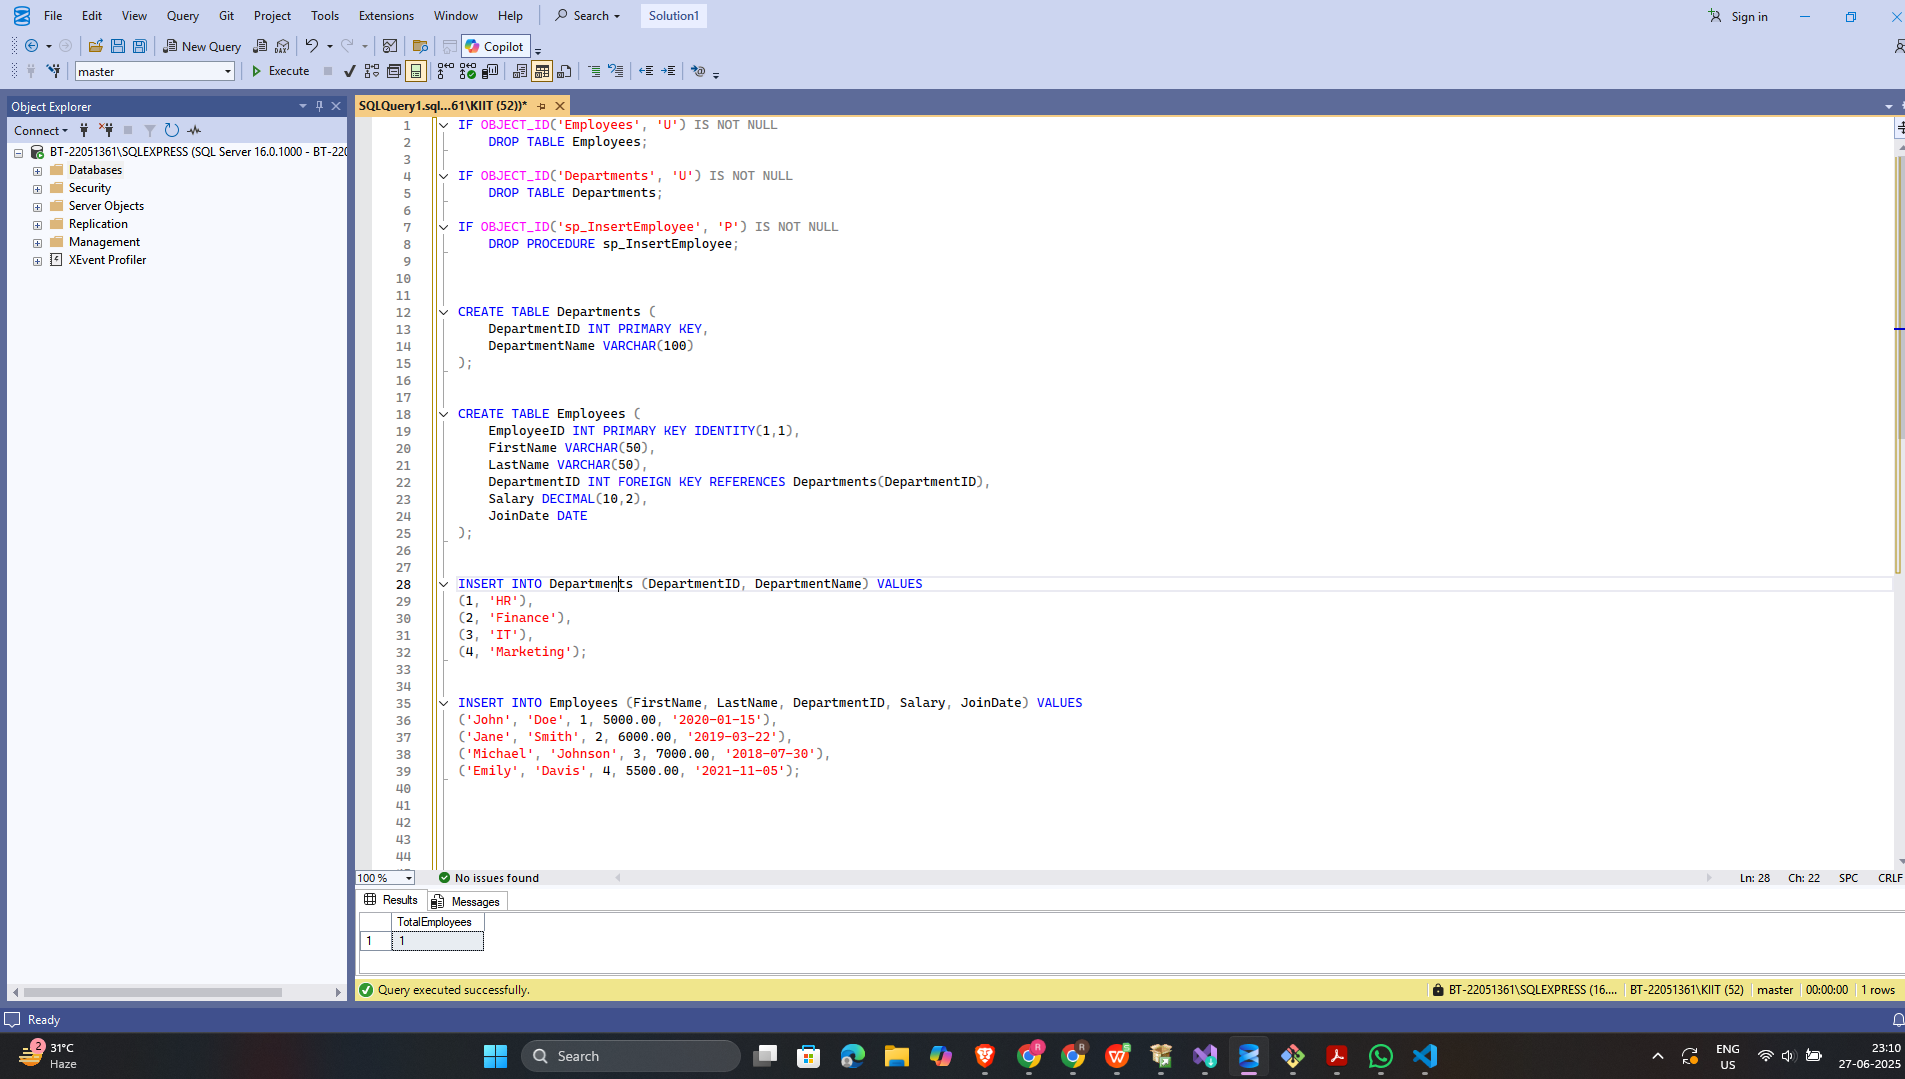 File Edit View Query Git Project Tools Extensions Window Help Search Solution1 Sign in
New Query DAX Copilot
master Execute
Object Explorer
Connect
BT-22051361\SQLEXPRESS (SQL Server 16.0.1000 - BT-220
Databases
Security
Server Objects
Replication
Management
XEvent Profiler
SQLQuery1.sql...61\KIIT (52))*
1 IF OBJECT_ID('Employees', 'U') IS NOT NULL
2 DROP TABLE Employees;
3
4 IF OBJECT_ID('Departments', 'U') IS NOT NULL
5 DROP TABLE Departments;
6
7 IF OBJECT_ID('sp_InsertEmployee', 'P') IS NOT NULL
8 DROP PROCEDURE sp_InsertEmployee;
9
10
11
12 CREATE TABLE Departments (
13 DepartmentID INT PRIMARY KEY,
14 DepartmentName VARCHAR(100)
15 );
16
17
18 CREATE TABLE Employees (
19 EmployeeID INT PRIMARY KEY IDENTITY(1,1),
20 FirstName VARCHAR(50),
21 LastName VARCHAR(50),
22 DepartmentID INT FOREIGN KEY REFERENCES Departments(DepartmentID),
23 Salary DECIMAL(10,2),
24 JoinDate DATE
25 );
26
27
28 INSERT INTO Departments (DepartmentID, DepartmentName) VALUES
29 (1, 'HR'),
30 (2, 'Finance'),
31 (3, 'IT'),
32 (4, 'Marketing');
33
34
35 INSERT INTO Employees (FirstName, LastName, DepartmentID, Salary, JoinDate) VALUES
36 ('John', 'Doe', 1, 5000.00, '2020-01-15'),
37 ('Jane', 'Smith', 2, 6000.00, '2019-03-22'),
38 ('Michael', 'Johnson', 3, 7000.00, '2018-07-30'),
39 ('Emily', 'Davis', 4, 5500.00, '2021-11-05');
40
41
42
43
44
100 % No issues found Ln: 28 Ch: 22 SPC CRLF
Results Messages
TotalEmployees
1 1
Query executed successfully. BT-22051361\SQLEXPRESS (16.... BT-22051361\KIIT (52) master 00:00:00 1 rows
Ready
2 31°C
Haze
Search
ENG
US
23:10
27-06-2025